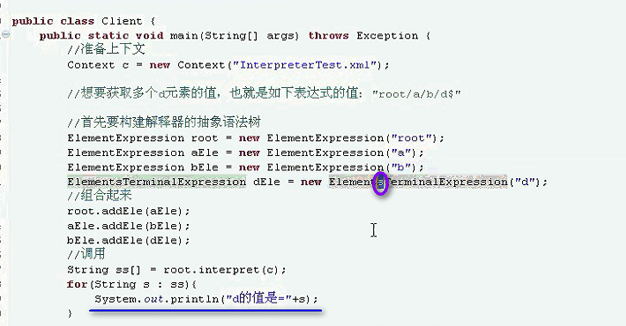 public class Client {
public static void main(String[] args) throws Exception {
//准备上下文
Context c = new Context("InterpreterTest.xml");
//想要获取多个d元素的值，也就是如下表达式的值："root/a/b/d$"
//首先要构建解释器的抽象语法树
ElementExpression root = new ElementExpression("root");
ElementExpression aEle = new ElementExpression("a");
ElementExpression bEle = new ElementExpression("b");
ElementsTerminalExpression dEle = new ElementsTerminalExpression("d");
//组合起来
root.addEle(aEle);
aEle.addEle(bEle);
bEle.addEle(dEle);
//调用
String ss[] = root.interpret(c);
for(String s : ss){
System.out.println("d的值是="+s);
}